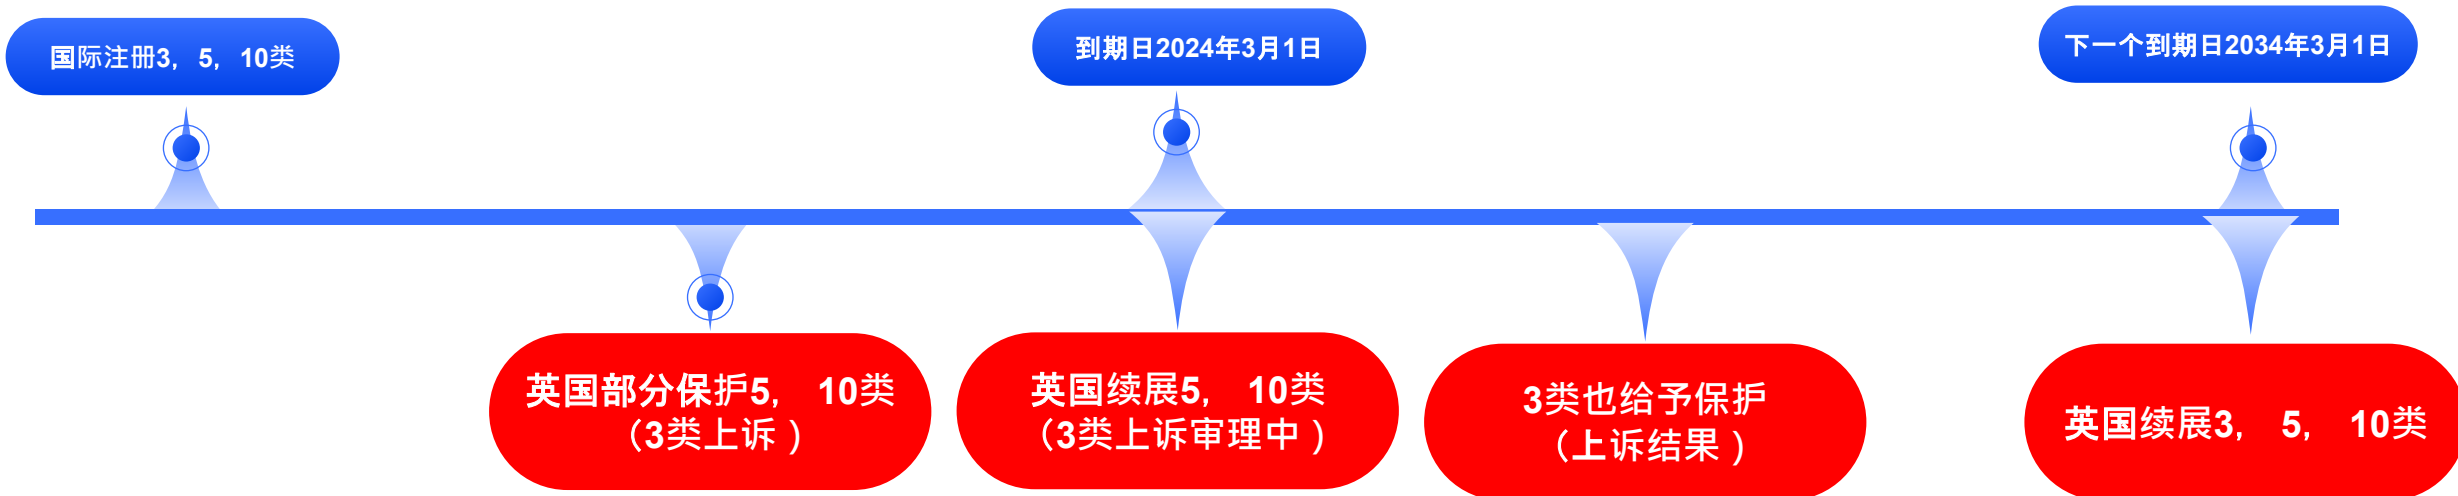 国际注册3，5，10类
到期日2024年3月1日
下一个到期日2034年3月1日
英国部分保护5， 10类
（3类上诉）
英国续展5， 10类
（3类上诉审理中）
3类也给予保护
（上诉结果）
英国续展3， 5， 10类